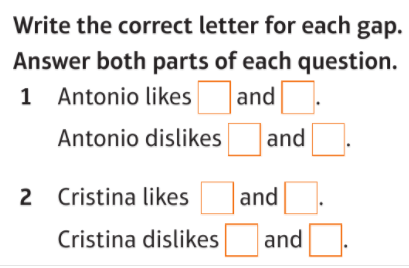 Write the correct letter for each gap.
Answer both parts of each question.
1 Antonio likes and .
Antonio dislikes and .
2 Cristina likes and .
Cristina dislikes and .